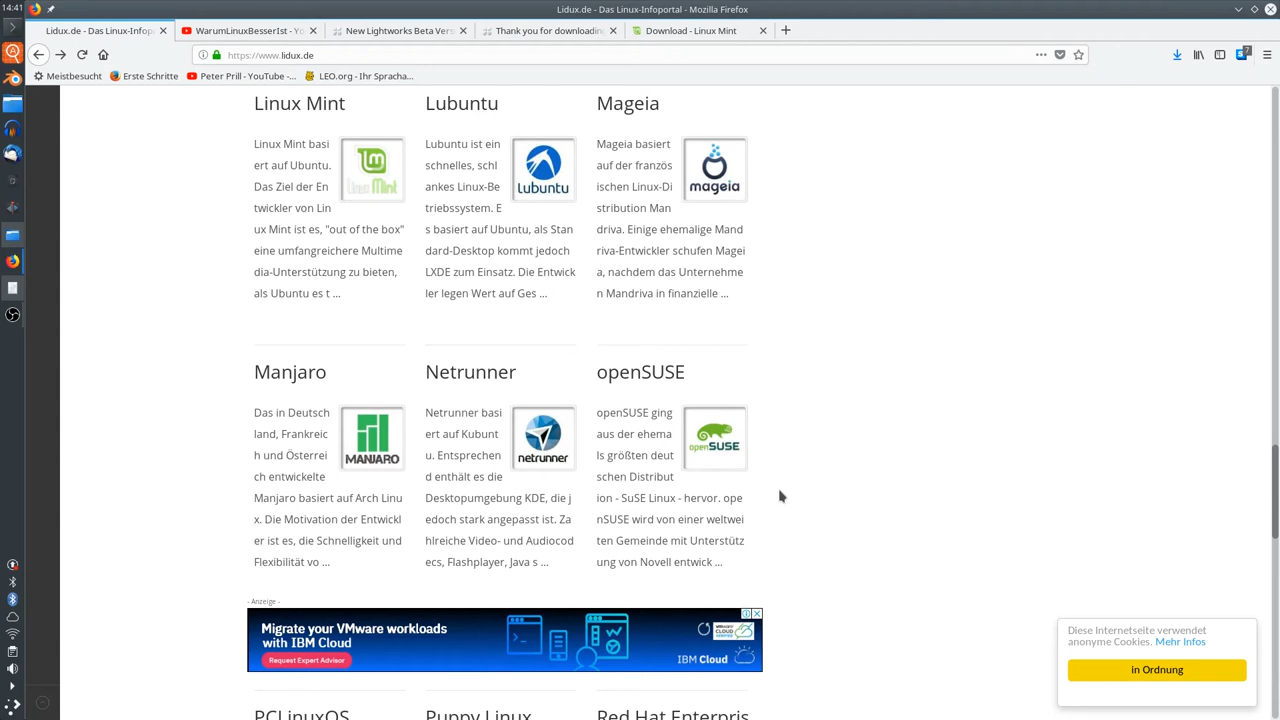 14:41
Lidux.de - Das Linux-Infoportal - Mozilla Firefox
Lidux.de - Das Linux-Infop
WarumLinuxBesserIst - Yo
New Lightworks Beta Vers
Thank you for downloading
Download - Linux Mint
https://www.lidux.de
7
Meistbesucht
Erste Schritte
Peter Prill - YouTube -...
LEO.org - Ihr Spracha...
Linux Mint
Linux Mint basi
ert auf Ubuntu.
Das Ziel der En
twickler von Lin
ux Mint ist es, "out of the box"
eine umfangreichere Multime
dia-Unterstützung zu bieten,
als Ubuntu es t ...
Linux Mint
Lubuntu
Lubuntu ist ein
schnelles, schl
ankes Linux-Be
triebssystem. E
s basiert auf Ubuntu, als Stan
dard-Desktop kommt jedoch
LXDE zum Einsatz. Die Entwick
ler legen Wert auf Ges ...
lubuntu
Mageia
Mageia basiert
auf der französ
ischen Linux-Di
stribution Man
driva. Einige ehemalige Mand
riva-Entwickler schufen Magei
a, nachdem das Unternehme
n Mandriva in finanzielle ...
mageia
Manjaro
Das in Deutsch
land, Frankreic
h und Österrei
ch entwickelte
Manjaro basiert auf Arch Linu
x. Die Motivation der Entwickl
er ist es, die Schnelligkeit und
Flexibilität vo ...
MANJARO
Netrunner
Netrunner basi
ert auf Kubunt
u. Entsprechen
d enthält es die
Desktopumgebung KDE, die j
edoch stark angepasst ist. Za
hlreiche Video- und Audiocod
ecs, Flashplayer, Java s ...
netrunner
openSUSE
openSUSE ging
aus der ehema
ls größten deut
schen Distribut
ion - SuSE Linux - hervor. ope
nSUSE wird von einer weltwei
ten Gemeinde mit Unterstütz
ung von Novell entwick ...
openSUSE
- Anzeige -
Migrate your VMware workloads
with IBM Cloud
Request Expert Advisor
IBM Cloud
Diese Internetseite verwendet
anonyme Cookies. Mehr Infos
in Ordnung
PCLinuxOS
Puppy Linux
Red Hat Enterpris